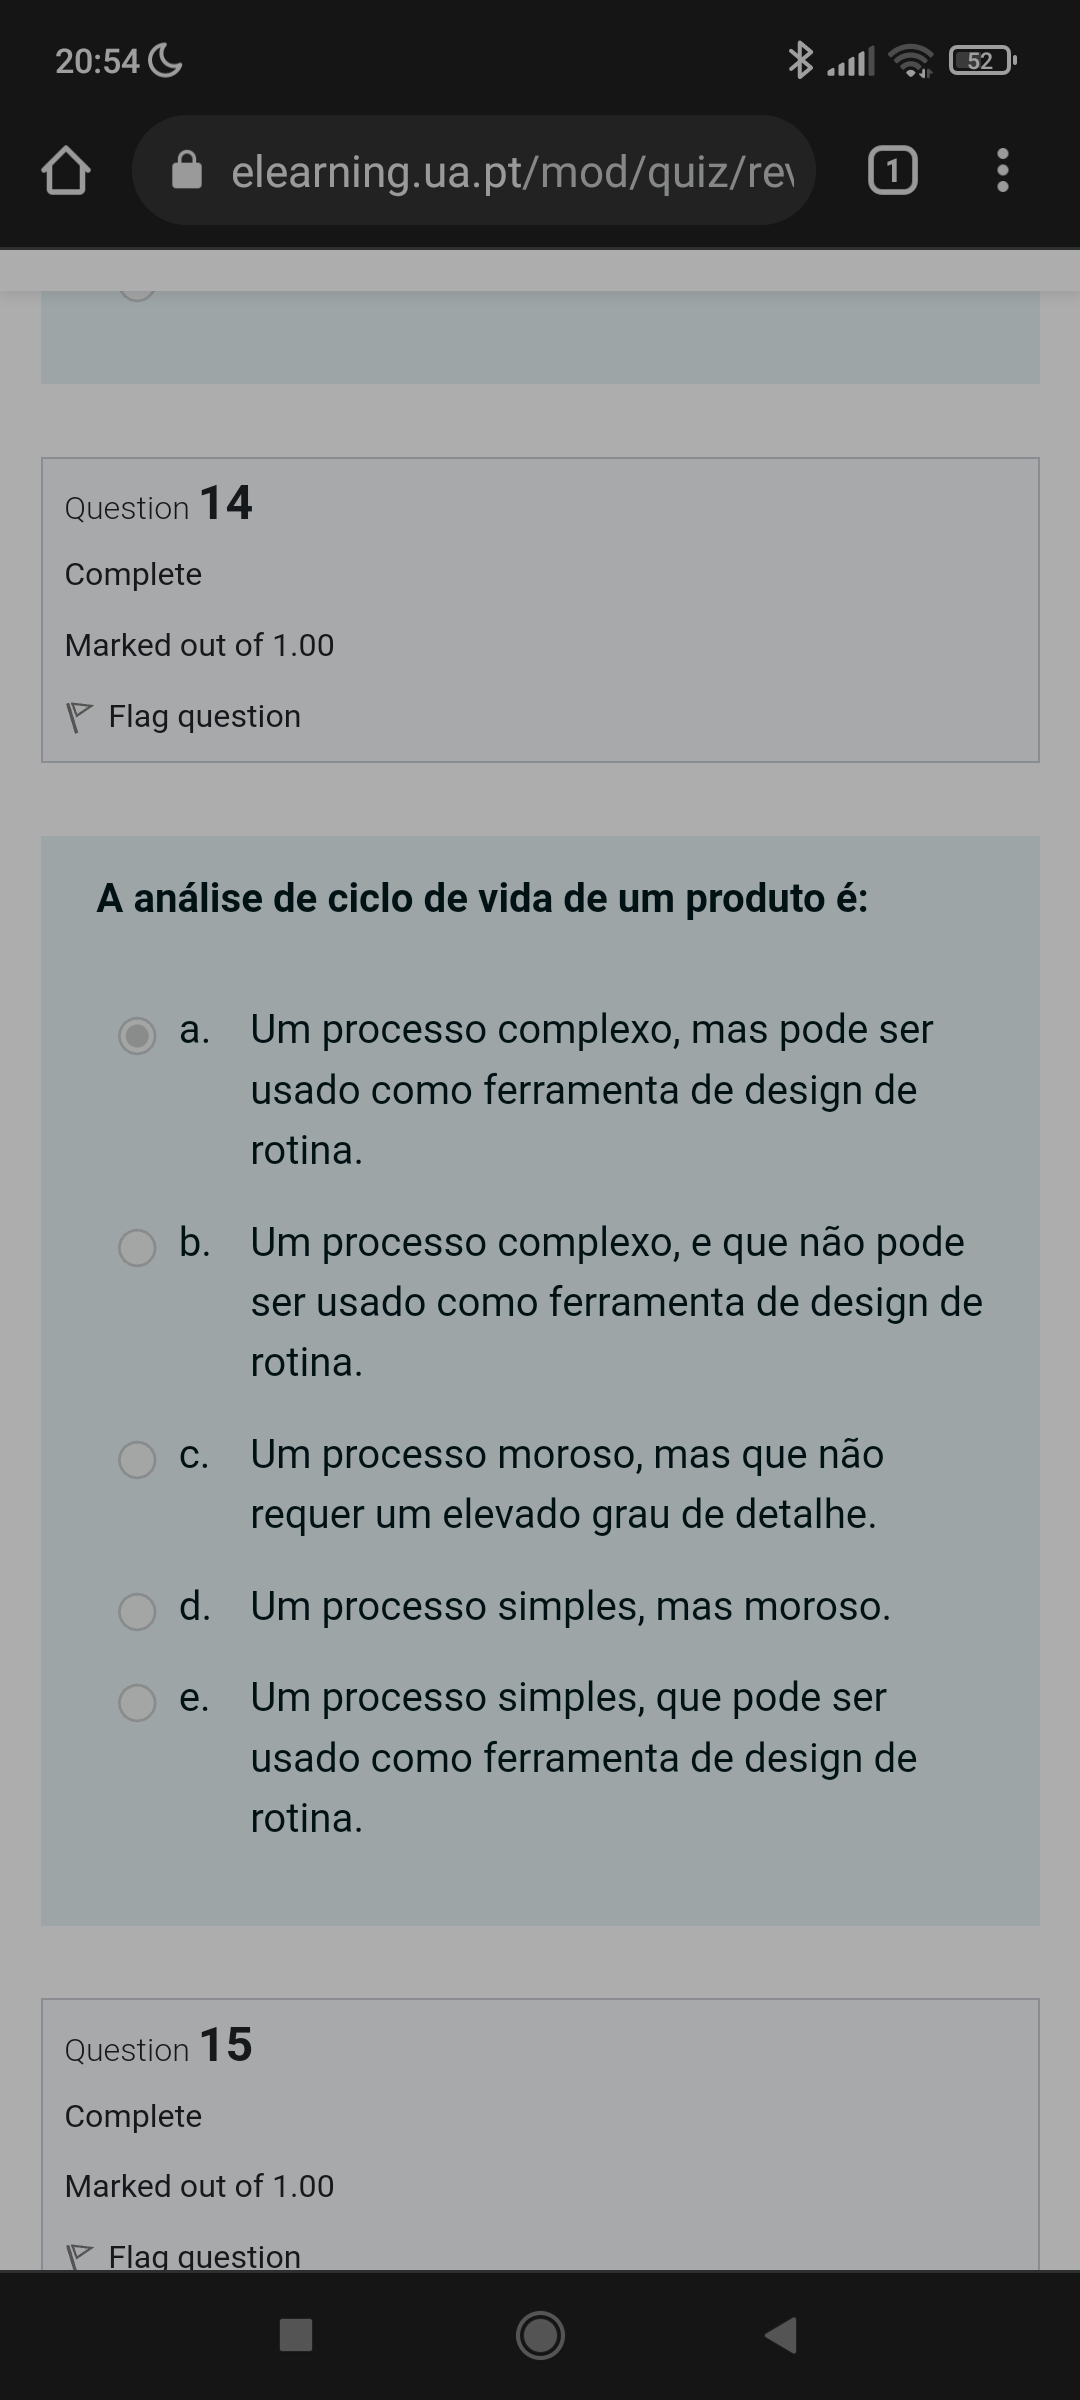 20:54
52
elearning.ua.pt/mod/quiz/rev
1
Question 14
Complete
Marked out of 1.00
Flag question
A análise de ciclo de vida de um produto é:
a. Um processo complexo, mas pode ser
usado como ferramenta de design de
rotina.
b. Um processo complexo, e que não pode
ser usado como ferramenta de design de
rotina.
c. Um processo moroso, mas que não
requer um elevado grau de detalhe.
d. Um processo simples, mas moroso.
e. Um processo simples, que pode ser
usado como ferramenta de design de
rotina.
Question 15
Complete
Marked out of 1.00
Flag question